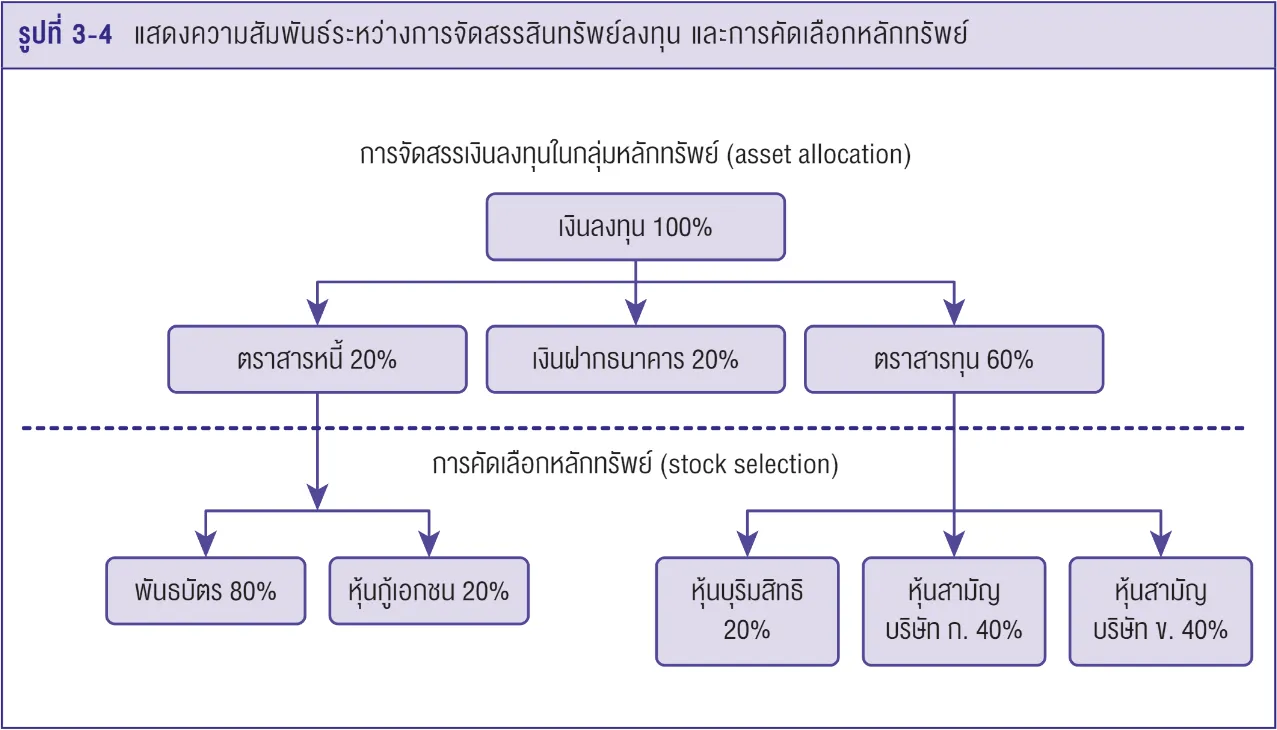 รูปที่ 3-4 แสดงความสัมพันธ์ระหว่างการจัดสรรสินทรัพย์ลงทุน และการคัดเลือกหลักทรัพย์
การจัดสรรเงินลงทุนในกลุ่มหลักทรัพย์ (asset allocation)
เงินลงทุน 100%
ตราสารหนี้ 20%
เงินฝากธนาคาร 20%
ตราสารทุน 60%
การคัดเลือกหลักทรัพย์ (stock selection)
พันธบัตร 80%
หุ้นกู้เอกชน 20%
หุ้นบุริมสิทธิ
20%
หุ้นสามัญ
บริษัท ก. 40%
หุ้นสามัญ
บริษัท ข. 40%